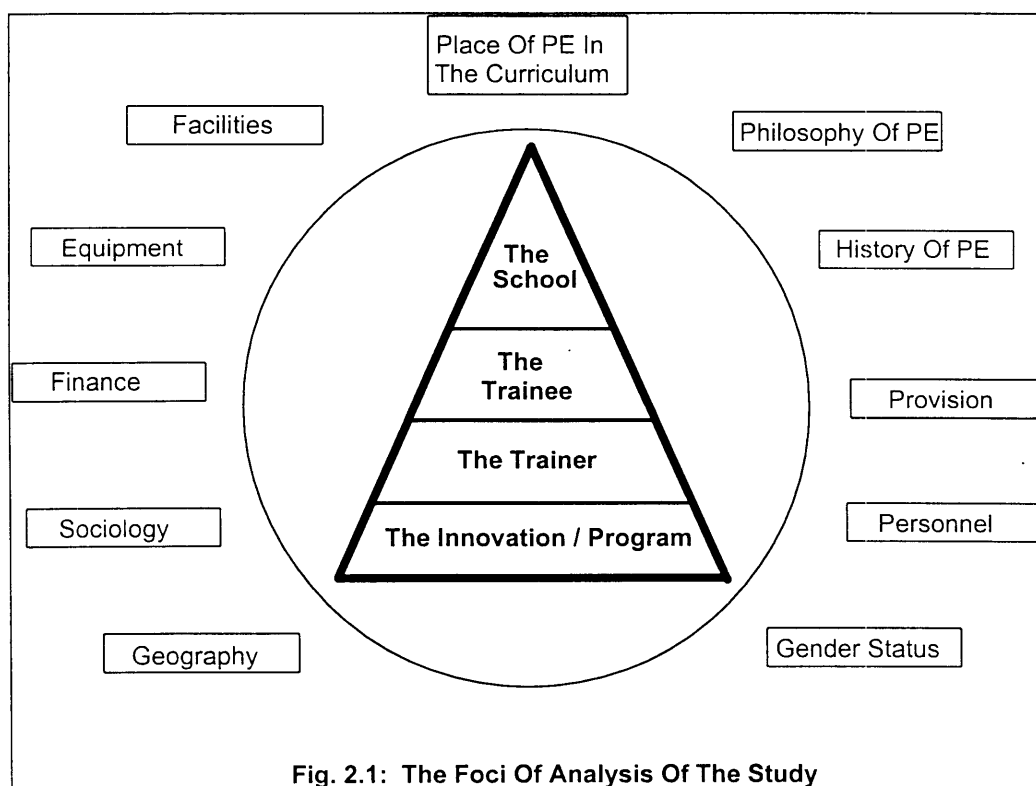 Place Of PE In
The Curriculum
Facilities
Philosophy Of PE
Equipment
History Of PE
The
School
Finance
The
Trainee
Provision
The Trainer
Sociology
Personnel
The Innovation / Program
Geography
Gender Status
Fig. 2.1: The Foci Of Analysis Of The Study